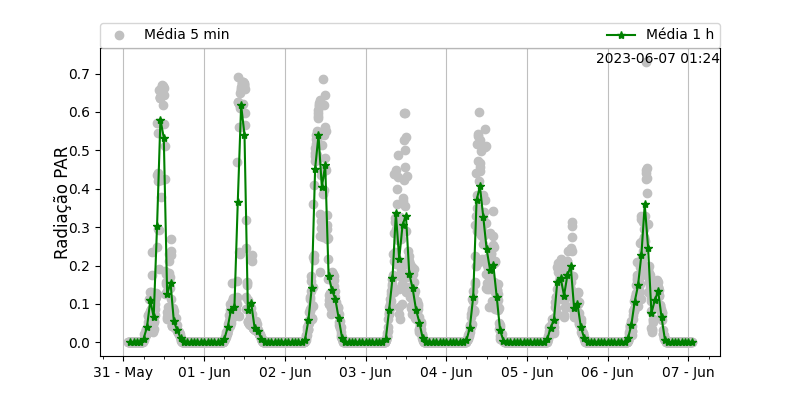 Média 5 min
Média 1 h
2023-06-07 01:24
Radiação PAR
0.7
0.6
0.5
0.4
0.3
0.2
0.1
0.0
31 - May
01 - Jun
02 - Jun
03 - Jun
04 - Jun
05 - Jun
06 - Jun
07 - Jun